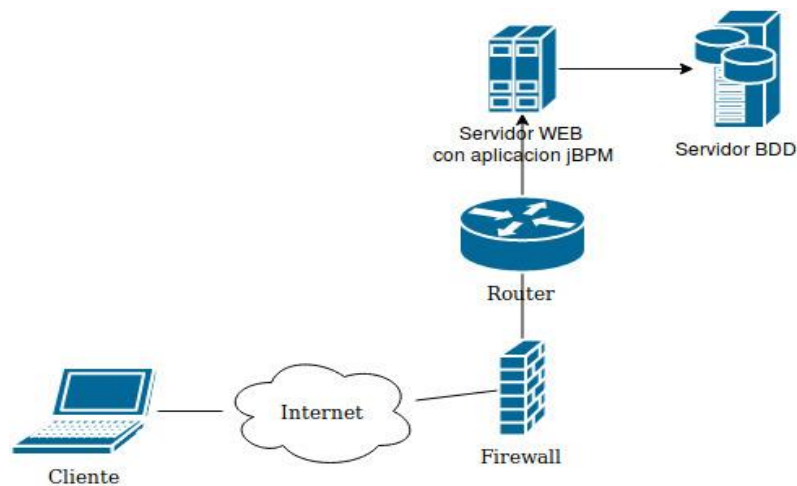 Servidor WEB
con aplicacion jBPM
Servidor BDD
Router
Internet
Firewall
Cliente